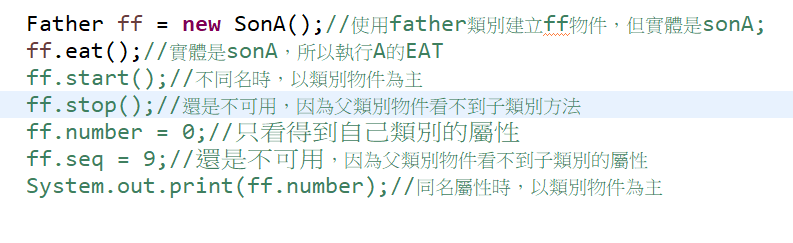 Father ff = new SonA();//使用father類別建立ff物件，但實體是sonA;
ff.eat();//實體是sonA，所以執行A的EAT
ff.start();//不同名時，以類別物件為主
ff.stop();//還是不可用，因為父類別物件看不到子類別方法
ff.number = 0;//只看得到自己類別的屬性
ff.seq = 9;//還是不可用，因為父類別物件看不到子類別的屬性
System.out.print(ff.number);//同名屬性時，以類別物件為主